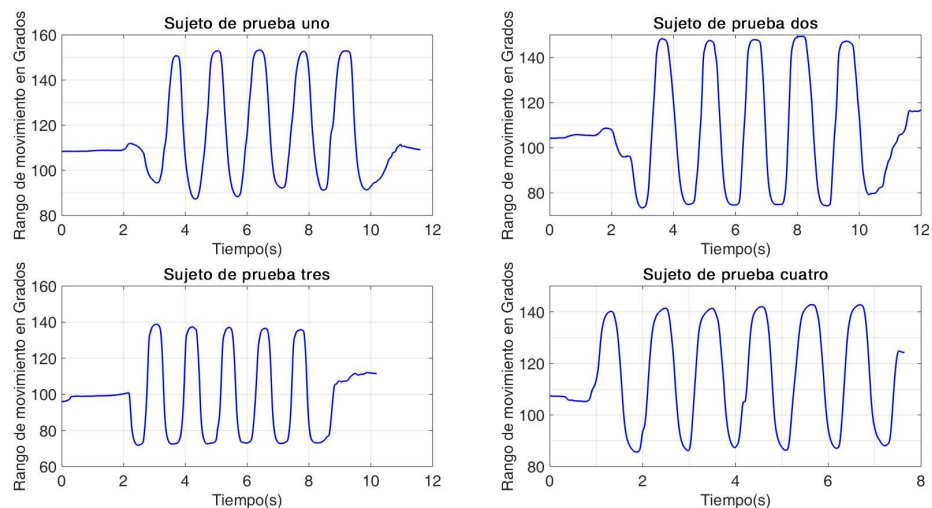 Sujeto de prueba uno
Rango de movimiento en Grados
160
140
120
100
80
0 2 4 6 8 10 12
Tiempo(s)
Sujeto de prueba dos
Rango de movimiento en Grados
140
120
100
80
0 2 4 6 8 10 12
Tiempo(s)
Sujeto de prueba tres
Rango de movimiento en Grados
160
140
120
100
80
60
0 2 4 6 8 10 12
Tiempo(s)
Sujeto de prueba cuatro
Rango de movimiento en Grados
140
120
100
80
0 2 4 6 8
Tiempo(s)